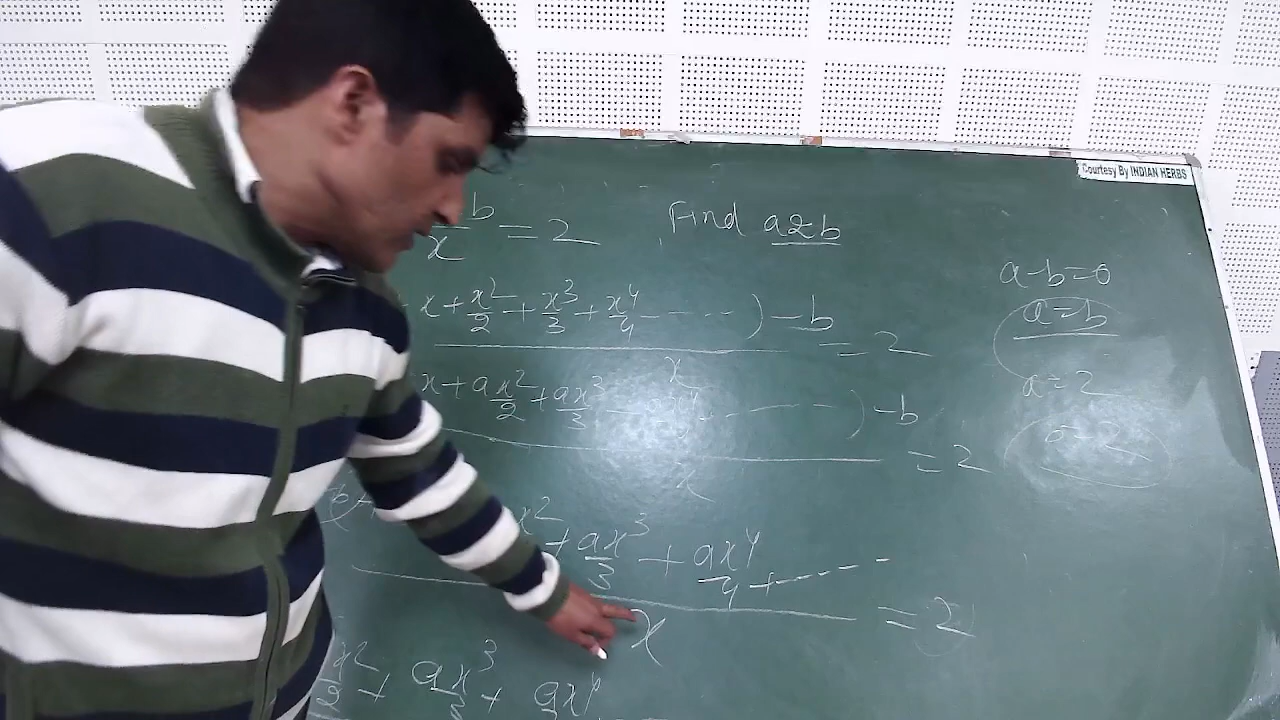 Courtesy By INDIAN HERBS
b/x = 2 Find a & b
x + x²/2 + x³/3 + x⁴/4 - - - - ) - b
x = 2
x + ax²/2 + ax³/3 - - - ) - b
x = 2
x² + ax³/3 + ax⁴/4 + - - - - -
x = 2
x²/2 + ax³/3 + ax⁴
a-b=0
a=b
a=2